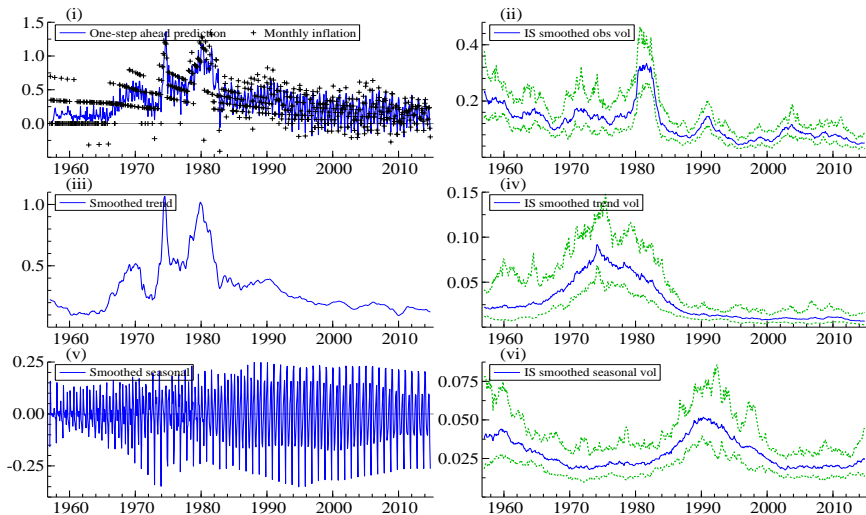 (i)
One-step ahead prediction
Monthly inflation
1.5
1.0
0.5
0.0
1960 1970 1980 1990 2000 2010
(ii)
IS smoothed obs vol
0.4
0.2
1960 1970 1980 1990 2000 2010
(iii)
Smoothed trend
1.0
0.5
1960 1970 1980 1990 2000 2010
(iv)
IS smoothed trend vol
0.15
0.10
0.05
1960 1970 1980 1990 2000 2010
(v)
Smoothed seasonal
0.25
0.00
-0.25
1960 1970 1980 1990 2000 2010
(vi)
IS smoothed seasonal vol
0.075
0.050
0.025
1960 1970 1980 1990 2000 2010